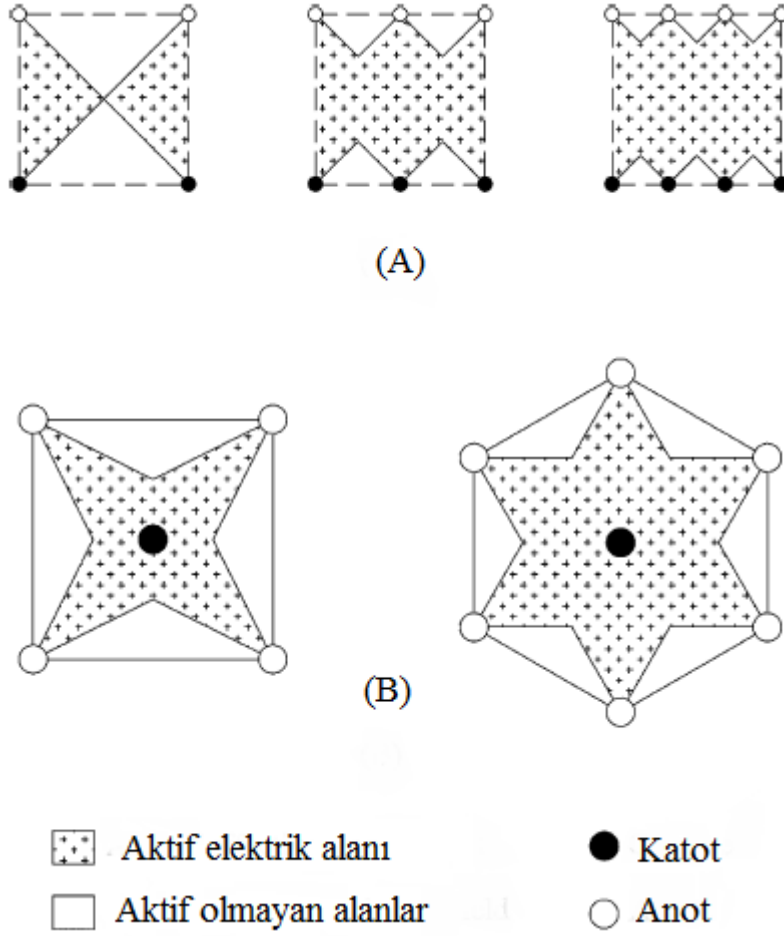 (A)
(B)
Aktif elektrik alanı
Katot
Aktif olmayan alanlar
Anot